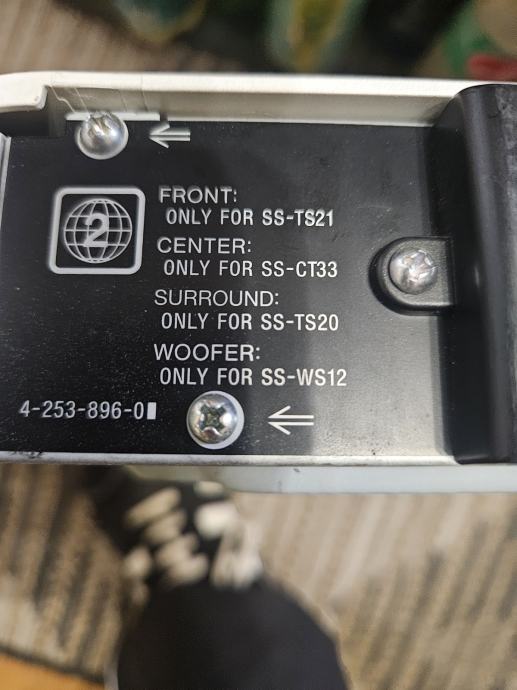 2
FRONT:
ONLY FOR SS-TS21
CENTER:
ONLY FOR SS-CT33
SURROUND:
ONLY FOR SS-TS20
WOOFER:
ONLY FOR SS-WS12
4-253-896-0